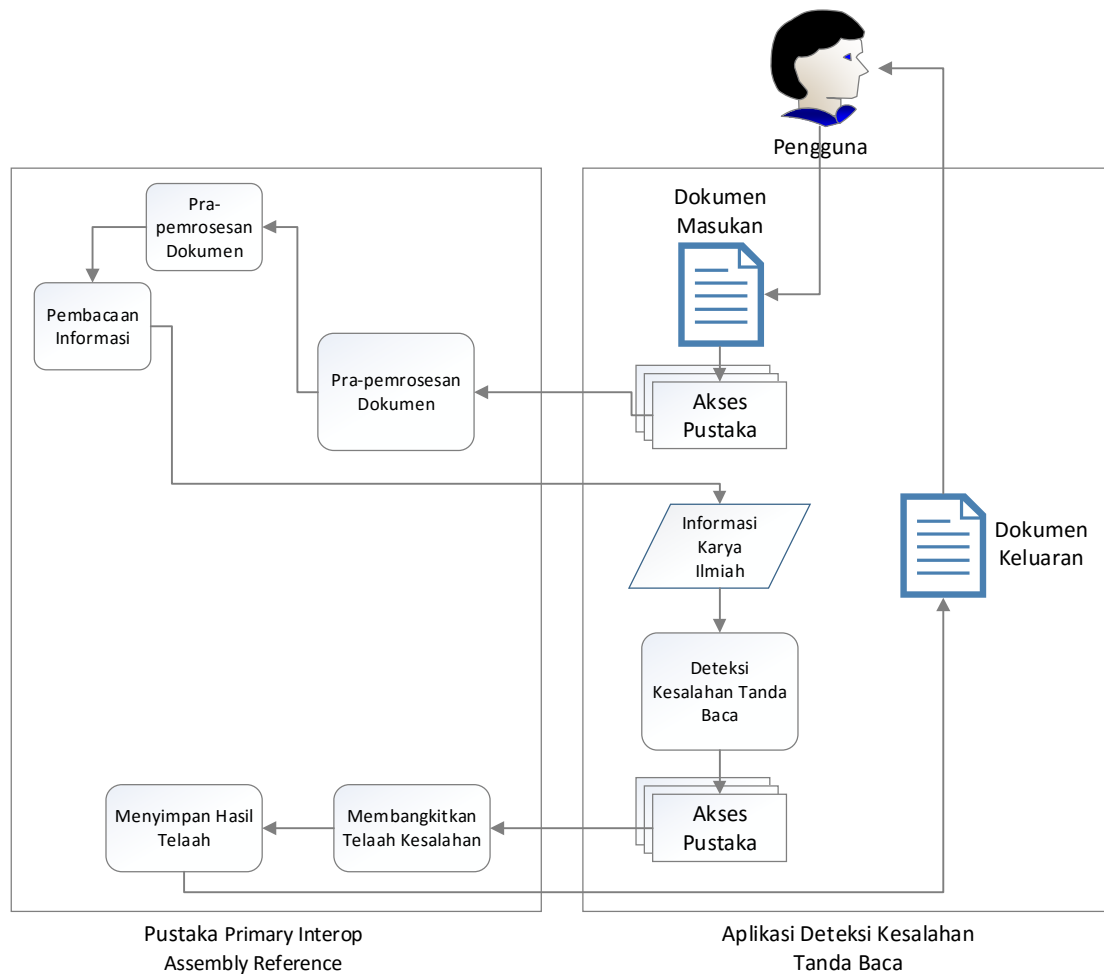 Pengguna
Dokumen
Masukan
Pra-
pemrosesan
Dokumen
Pembacaan
Informasi
Pra-pemrosesan
Dokumen
Akses
Pustaka
Informasi
Karya
Ilmiah
Dokumen
Keluaran
Deteksi
Kesalahan Tanda
Baca
Menyimpan Hasil
Telaah
Membangkitkan
Telaah Kesalahan
Akses
Pustaka
Pustaka Primary Interop
Assembly Reference
Aplikasi Deteksi Kesalahan
Tanda Baca